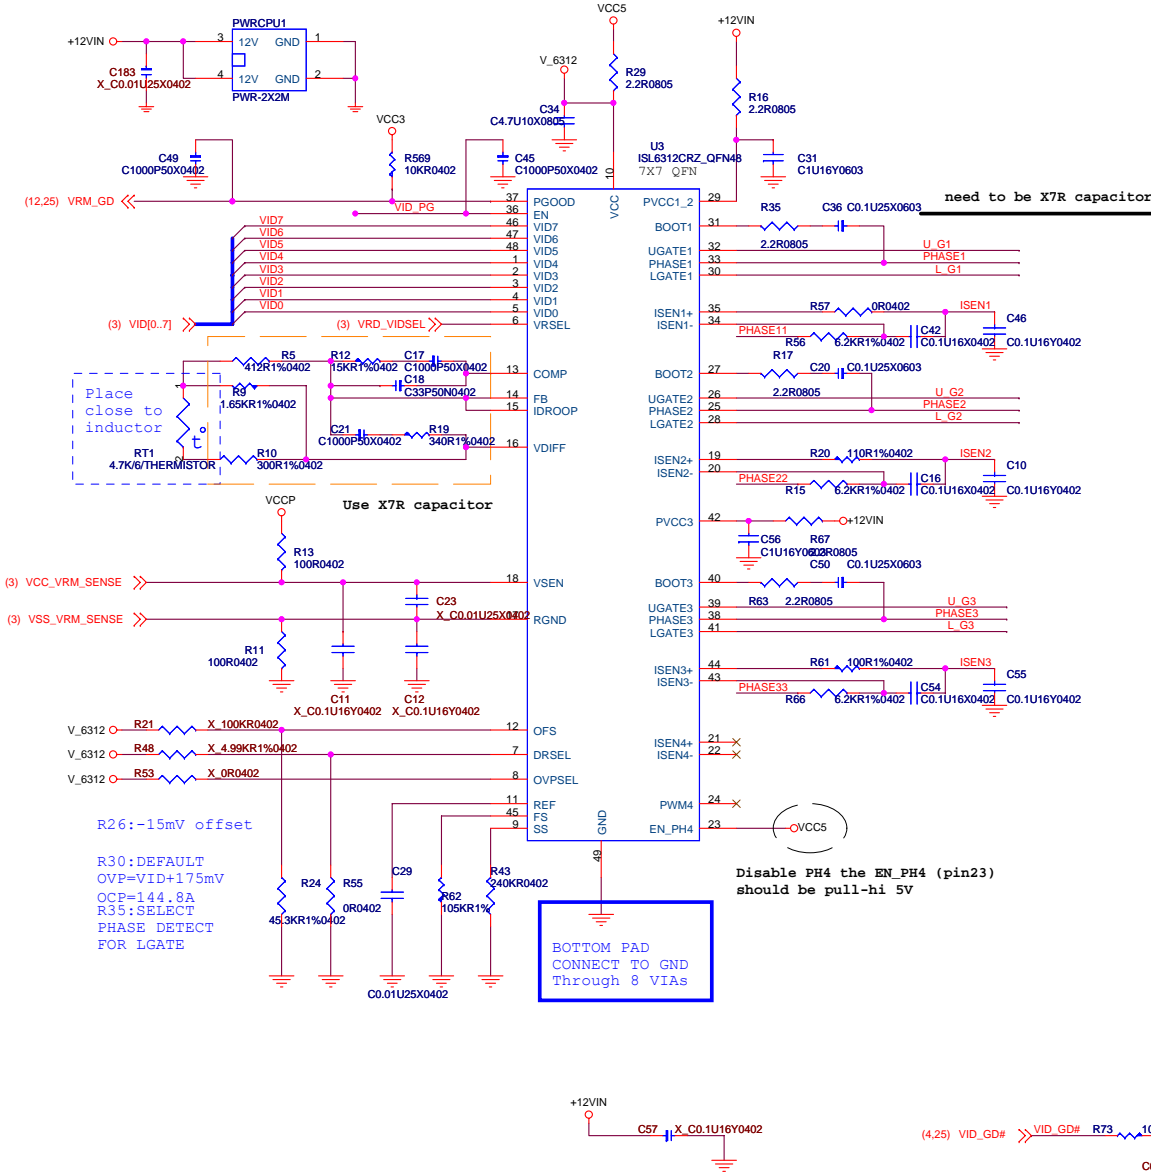 VCC5
PWRCPU1
+12VIN
+12VIN
3 12V GND 1
4 12V GND 2
PWR-2X2M
C183
X_C0.01U25X0402
V_6312
R29
2.2R0805
R16
2.2R0805
C34
C4.7U10X0805
VCC3
C49
C1000P50X0402
R569
10KR0402
C45
C1000P50X0402
U3
ISL6312CRZ_QFN48
7X7 QFN
C31
C1U16Y0603
10
VCC
need to be X7R capacitor
(12,25) VRM_GD
37 PGOOD
VID_PG
36 EN
VID7 46 VID7
VID6 47 VID6
VID5 48 VID5
VID4 1 VID4
VID3 2 VID3
VID2 3 VID2
VID1 4 VID1
VID0 5 VID0
(3) VID[0..7]
(3) VRD_VIDSEL
6 VRSEL
PVCC1_2 29
BOOT1 31
R35
2.2R0805
C36 C0.1U25X0603
UGATE1 32 U_G1
PHASE1 33 PHASE1
LGATE1 30 L_G1
ISEN1+ 35
R57 0R0402
ISEN1
ISEN1- 34
PHASE11
R56 6.2KR1%0402
C42
C0.1U16X0402
C46
C0.1U16Y0402
R5
412R1%0402
R12
15KR1%0402
C17
C1000P50X0402
C18
C33P50N0402
13 COMP
14 FB
15 IDROOP
16 VDIFF
Place
close to
inductor
R9
1.65KR1%0402
t°
2
RT1
4.7K/6/THERMISTOR
R10
300R1%0402
C21
C1000P50X0402
R19
340R1%0402
Use X7R capacitor
R17
2.2R0805
BOOT2 27
C20 C0.1U25X0603
UGATE2 26 U_G2
PHASE2 25 PHASE2
LGATE2 28 L_G2
ISEN2+ 19
R20 110R1%0402
ISEN2
ISEN2- 20
PHASE22
R15 6.2KR1%0402
C16
C0.1U16X0402
C10
C0.1U16Y0402
PVCC3 42
+12VIN
C56
C1U16Y0603
R67
2.2R0805
VCCP
R13
100R0402
(3) VCC_VRM_SENSE
18 VSEN
C23
X_C0.01U25X0402
(3) VSS_VRM_SENSE
17 RGND
R11
100R0402
C11
X_C0.1U16Y0402
C12
X_C0.1U16Y0402
BOOT3 40
C50 C0.1U25X0603
R63 2.2R0805
UGATE3 39 U_G3
PHASE3 38 PHASE3
LGATE3 41 L_G3
ISEN3+ 44
R61 100R1%0402
ISEN3
ISEN3- 43
PHASE33
R66 6.2KR1%0402
C54
C0.1U16X0402
C55
C0.1U16Y0402
V_6312 R21 X_100KR0402 12 OFS
V_6312 R48 X_4.99KR1%0402 7 DRSEL
V_6312 R53 X_0R0402 8 OVPSEL
ISEN4+ 21
ISEN4- 22
PWM4 24
EN_PH4 23
VCC5
11 REF
45 FS
9 SS
GND
49
R26:-15mV offset
R30:DEFAULT
OVP=VID+175mV
OCP=144.8A
R35:SELECT
PHASE DETECT
FOR LGATE
R24
45.3KR1%0402
R55
0R0402
C29
C0.01U25X0402
R62
105KR1%
R43
240KR0402
Disable PH4 the EN_PH4 (pin23)
should be pull-hi 5V
BOTTOM PAD
CONNECT TO GND
Through 8 VIAs
+12VIN
C57 X_C0.1U16Y0402
(4,25) VID_GD#
VID_GD# R73